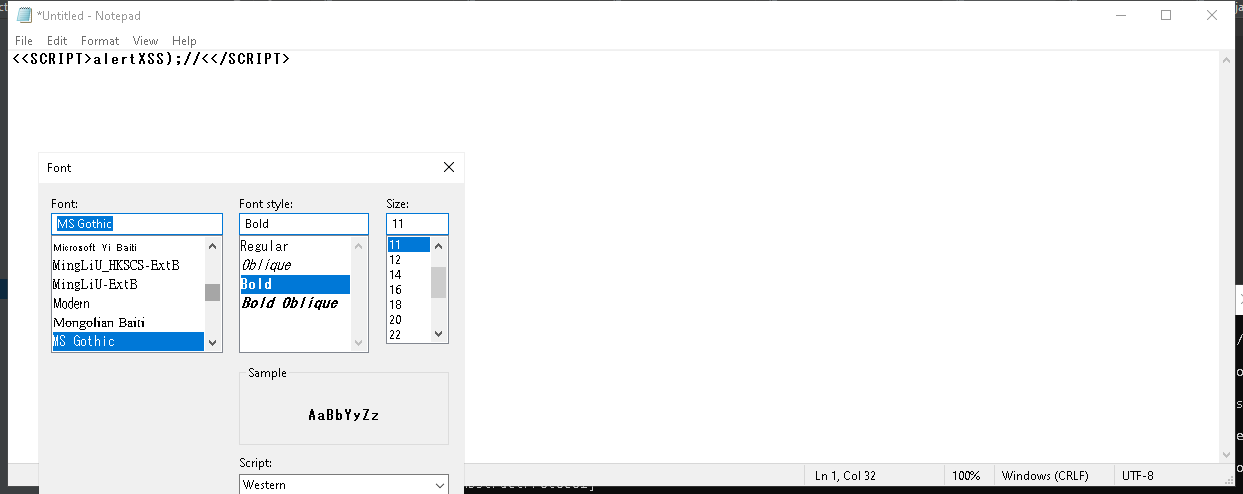 *Untitled - Notepad
File Edit Format View Help
<<SCRIPT>alertXSS);//<</SCRIPT>
Font
Font: Font style: Size:
MS Gothic Bold 11
Microsoft Yi Baiti Regular 11
MingLiU_HKSCS-ExtB Oblique 12
MingLiU-ExtB Bold 14
Modern Bold Oblique 16
Mongolian Baiti 18
MS Gothic 20
22
Sample
AaBbYyZz
Script:
Western
Ln 1, Col 32 100% Windows (CRLF) UTF-8